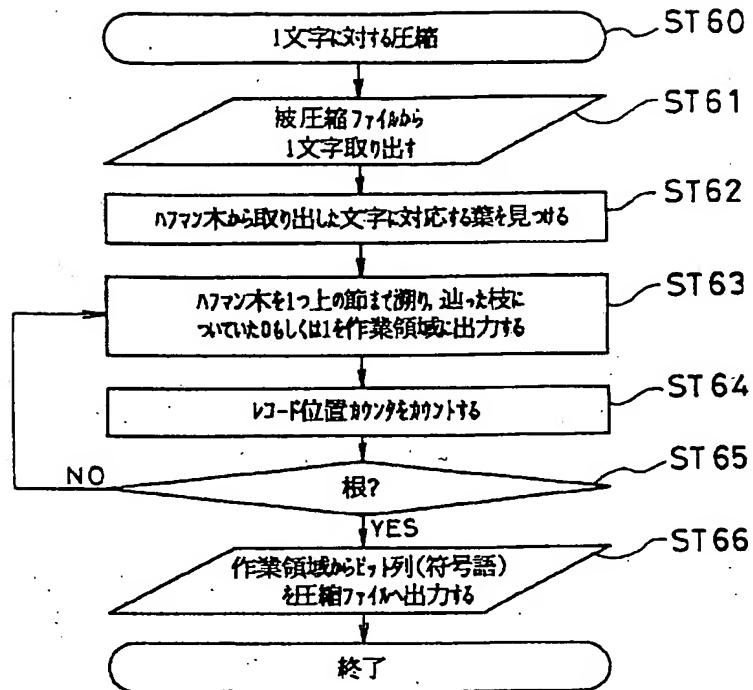 1文字に対する圧縮
ST60
被圧縮ファイルから
1文字取り出す
ST61
ハフマン木から取り出した文字に対応する葉を見つける
ST62
ハフマン木を1つ上の節まで溯り,辿った枝に
ついていた0もしくは1を作業領域に出力する
ST63
レコード位置カウンタをカウントする
ST64
根?
ST65
NO
YES
作業領域からビット列(符号語)
を圧縮ファイルへ出力する
ST66
終了